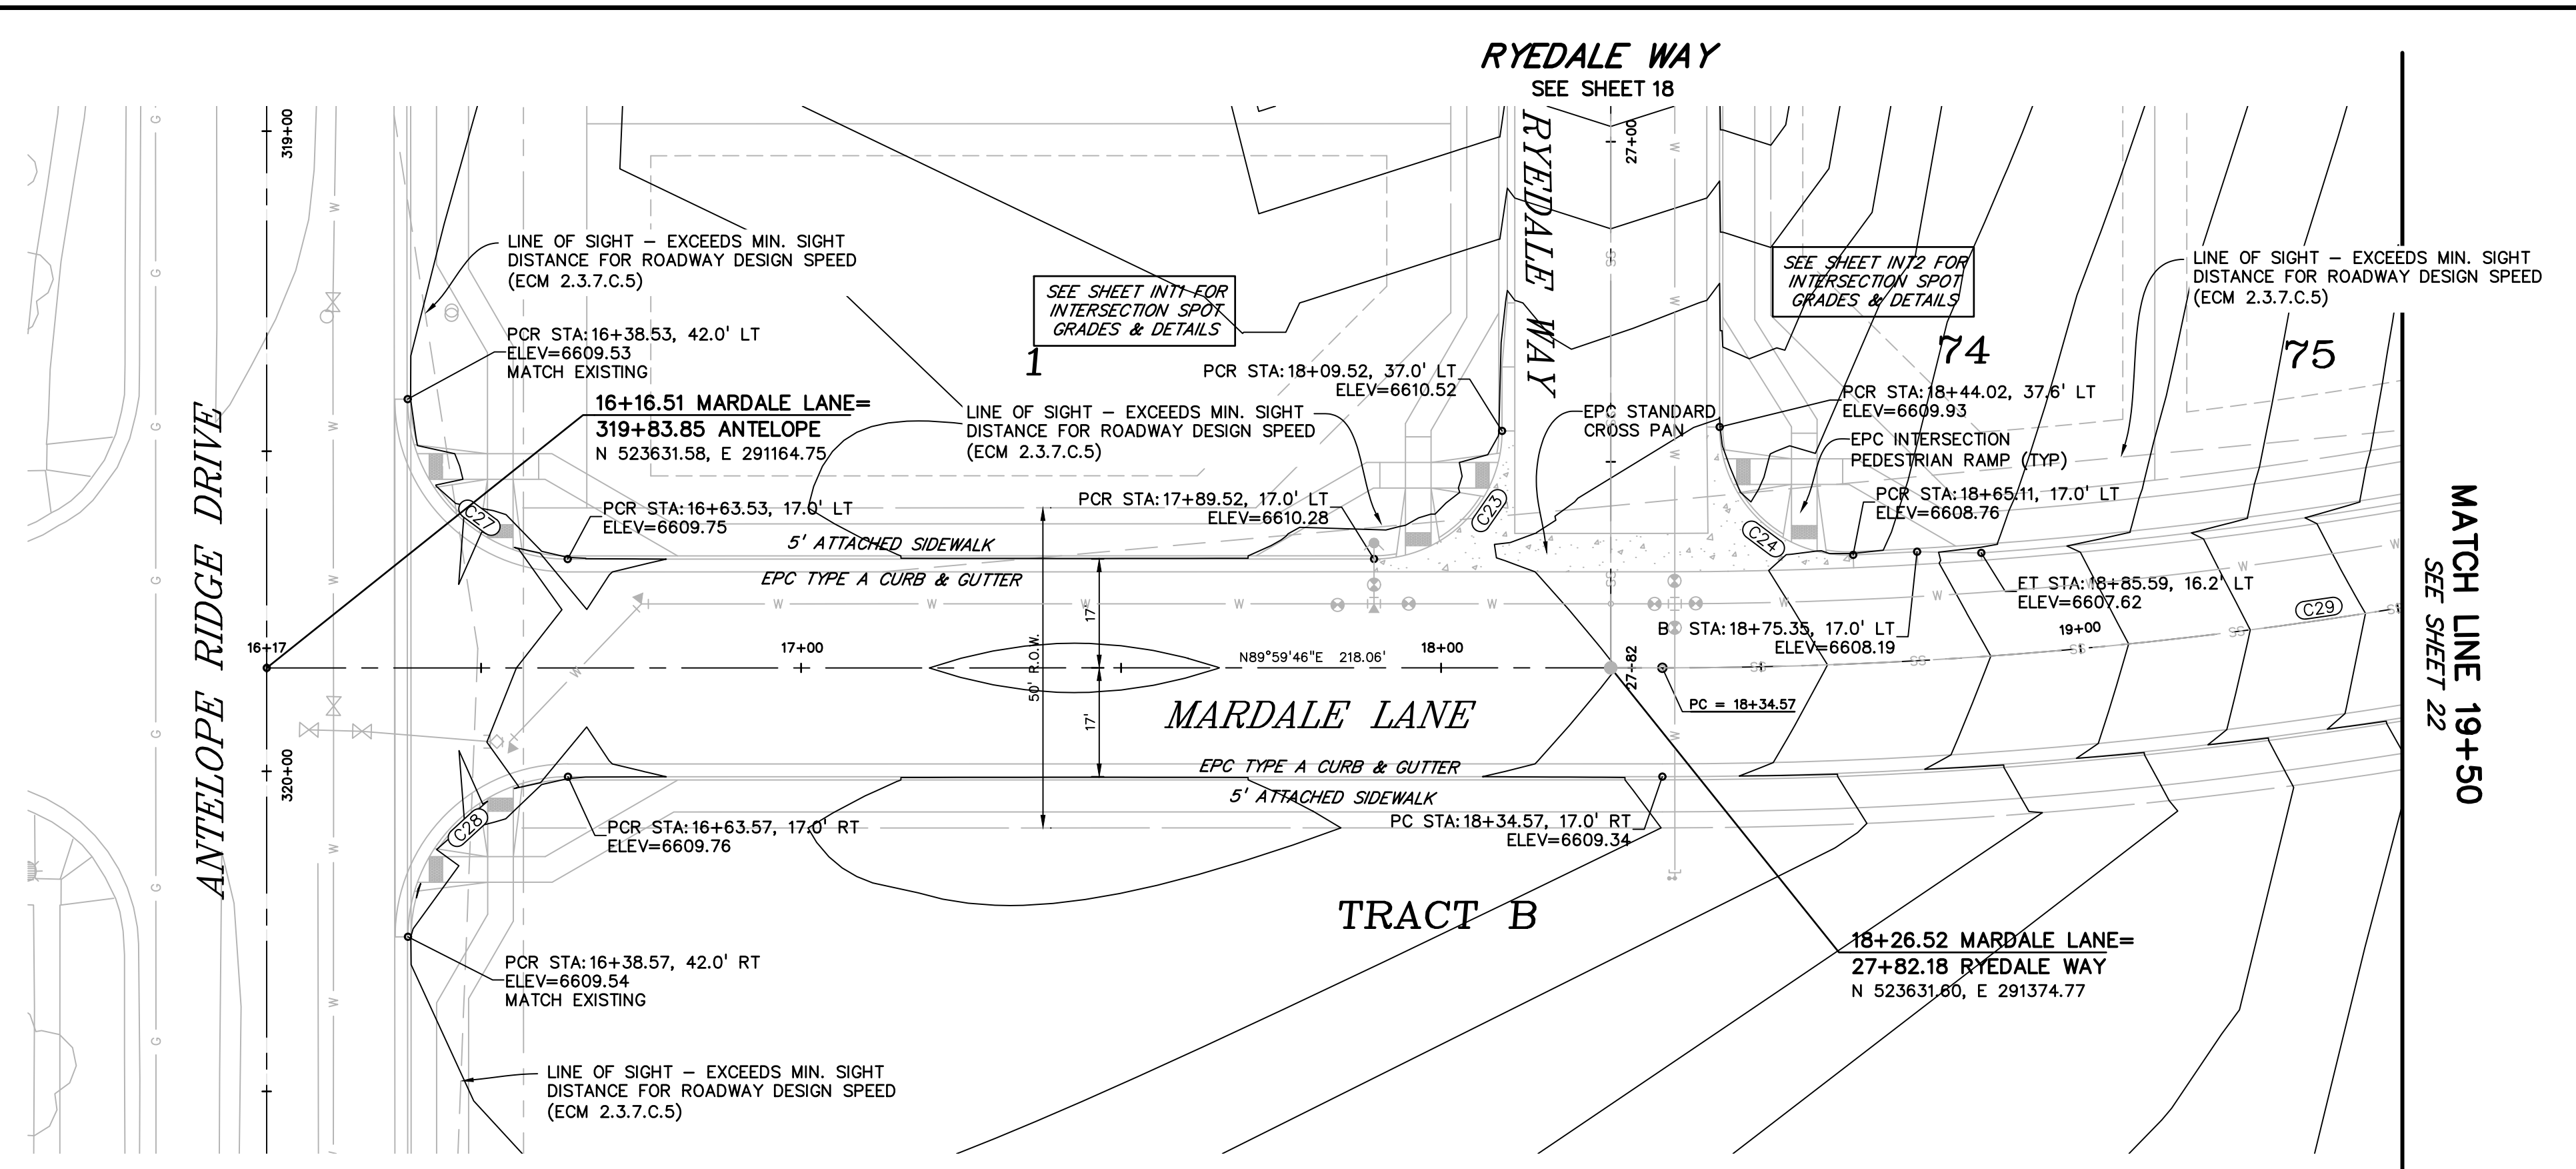 RYEDALE WAY
SEE SHEET 18
319+00
27+00
RYEDALE WAY
LINE OF SIGHT – EXCEEDS MIN. SIGHT
DISTANCE FOR ROADWAY DESIGN SPEED
(ECM 2.3.7.C.5)
SEE SHEET INT1 FOR
INTERSECTION SPOT
GRADES & DETAILS
SEE SHEET INT2 FOR
INTERSECTION SPOT
GRADES & DETAILS
LINE OF SIGHT – EXCEEDS MIN. SIGHT
DISTANCE FOR ROADWAY DESIGN SPEED
(ECM 2.3.7.C.5)
PCR STA:16+38.53, 42.0' LT
ELEV=6609.53
MATCH EXISTING
1
74
75
PCR STA:18+09.52, 37.0' LT
ELEV=6610.52
PCR STA:18+44.02, 37.6' LT
ELEV=6609.93
16+16.51 MARDALE LANE=
319+83.85 ANTELOPE
N 523631.58, E 291164.75
LINE OF SIGHT – EXCEEDS MIN. SIGHT
DISTANCE FOR ROADWAY DESIGN SPEED
(ECM 2.3.7.C.5)
EPC STANDARD
CROSS PAN
EPC INTERSECTION
PEDESTRIAN RAMP (TYP)
C27
PCR STA:16+63.53, 17.0' LT
ELEV=6609.75
PCR STA:17+89.52, 17.0' LT
ELEV=6610.28
C23
C24
PCR STA:18+65.11, 17.0' LT
ELEV=6608.76
5' ATTACHED SIDEWALK
EPC TYPE A CURB & GUTTER
ET STA:18+85.59, 16.2' LT
ELEV=6607.62
C29
STA:18+75.35, 17.0' LT
ELEV=6608.19
19+00
ANTELOPE RIDGE DRIVE
16+17
17+00
50' R.O.W.
17'
17'
N89°59'46"E 218.06'
18+00
27+82
PC = 18+34.57
MARDALE LANE
MATCH LINE 19+50
SEE SHEET 22
320+00
EPC TYPE A CURB & GUTTER
5' ATTACHED SIDEWALK
C28
PCR STA:16+63.57, 17.0' RT
ELEV=6609.76
PC STA:18+34.57, 17.0' RT
ELEV=6609.34
TRACT B
18+26.52 MARDALE LANE=
27+82.18 RYEDALE WAY
N 523631.60, E 291374.77
PCR STA:16+38.57, 42.0' RT
ELEV=6609.54
MATCH EXISTING
LINE OF SIGHT – EXCEEDS MIN. SIGHT
DISTANCE FOR ROADWAY DESIGN SPEED
(ECM 2.3.7.C.5)